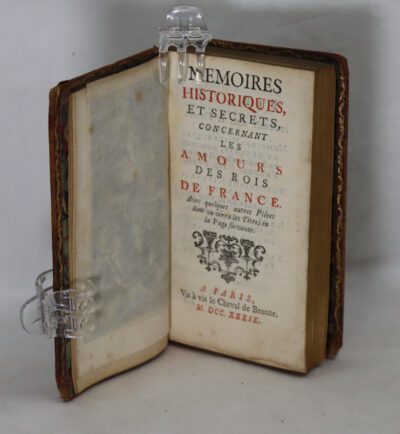 MEMOIRES
HISTORIQUES,
ET SECRETS,
CONCERNANT
LES
AMOURS
DES ROIS
DE FRANCE.
Avec quelques autres Piéces
dont on verra les Titres en
la Page suivante.
A PARIS,
Vis à vis le Cheval de Bronze.
M. DCC. XXXIX.